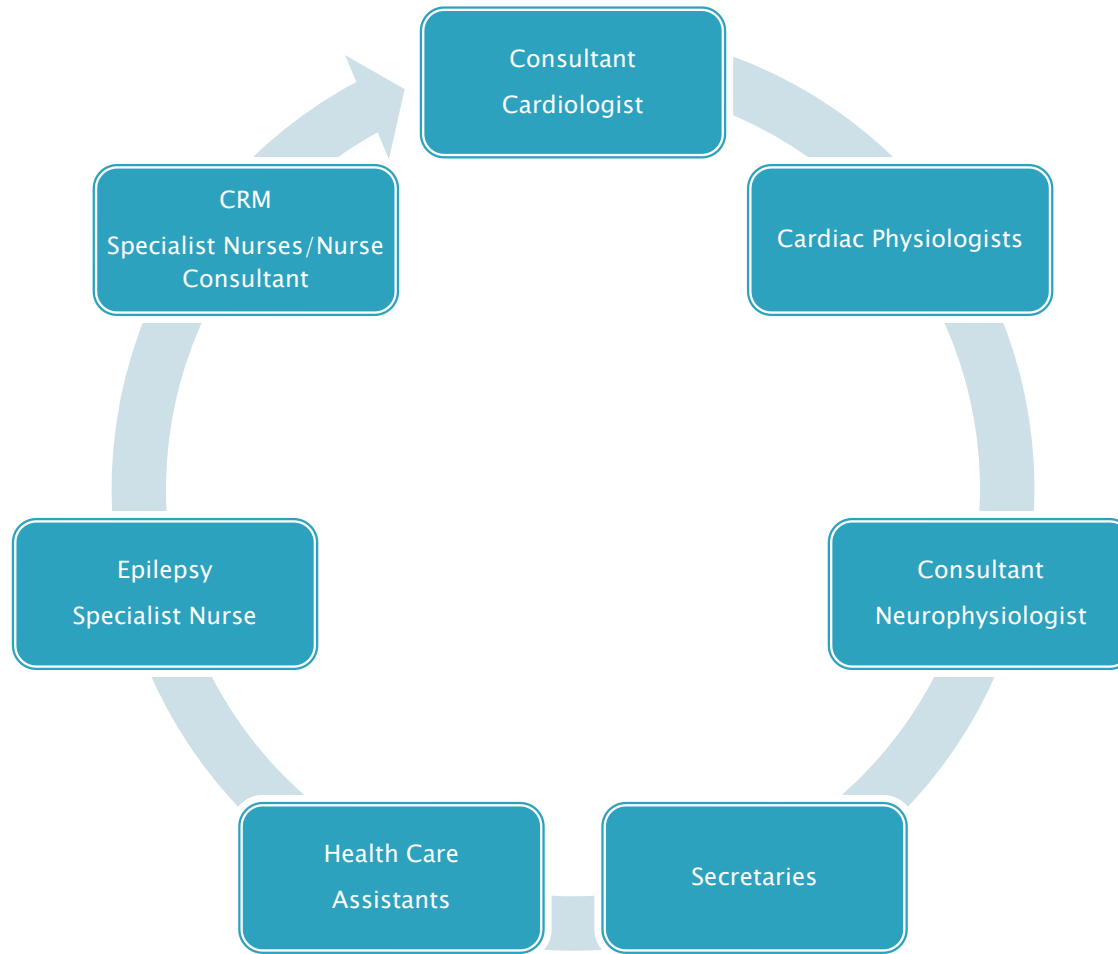 Consultant
Cardiologist
Cardiac Physiologists
Consultant
Neurophysiologist
Secretaries
Health Care
Assistants
Epilepsy
Specialist Nurse
CRM
Specialist Nurses/Nurse
Consultant